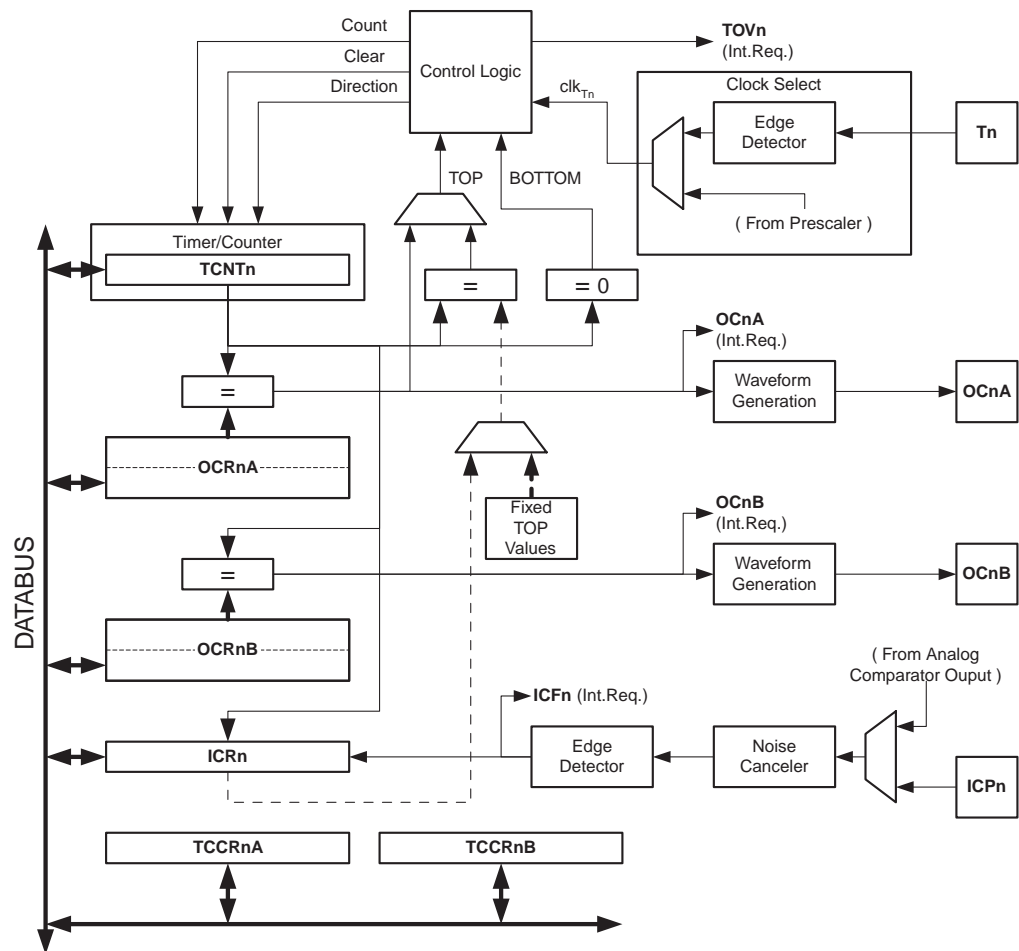 Count
Clear
Direction
Control Logic
TOVn
(Int.Req.)
clkTn
Clock Select
Edge
Detector
Tn
( From Prescaler )
TOP
BOTTOM
Timer/Counter
TCNTn
=
= 0
OCnA
(Int.Req.)
=
Waveform
Generation
OCnA
OCRnA
Fixed
TOP
Values
OCnB
(Int.Req.)
=
Waveform
Generation
OCnB
DATABUS
OCRnB
( From Analog
Comparator Ouput )
ICFn (Int.Req.)
ICRn
Edge
Detector
Noise
Canceler
ICPn
TCCRnA
TCCRnB